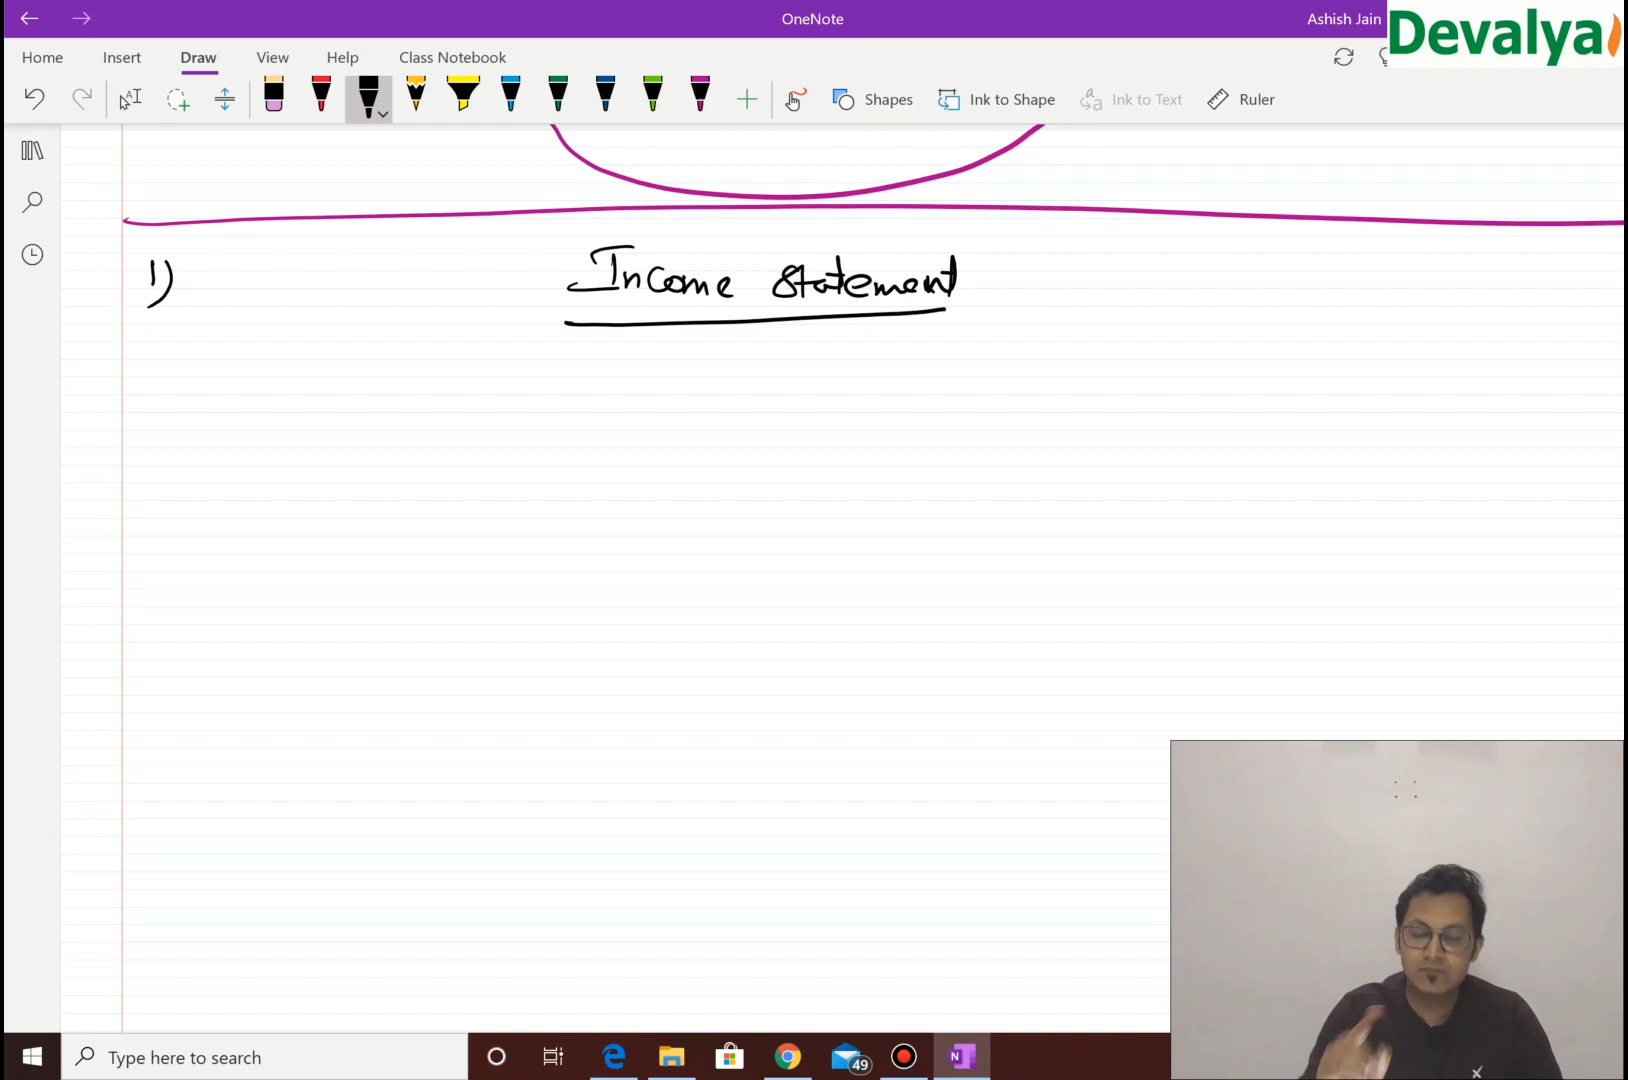 OneNote
Ashish Jain
Devalya
Home Insert Draw View Help Class Notebook
Shapes Ink to Shape Ink to Text Ruler
1) Income Statement
Type here to search
49
N